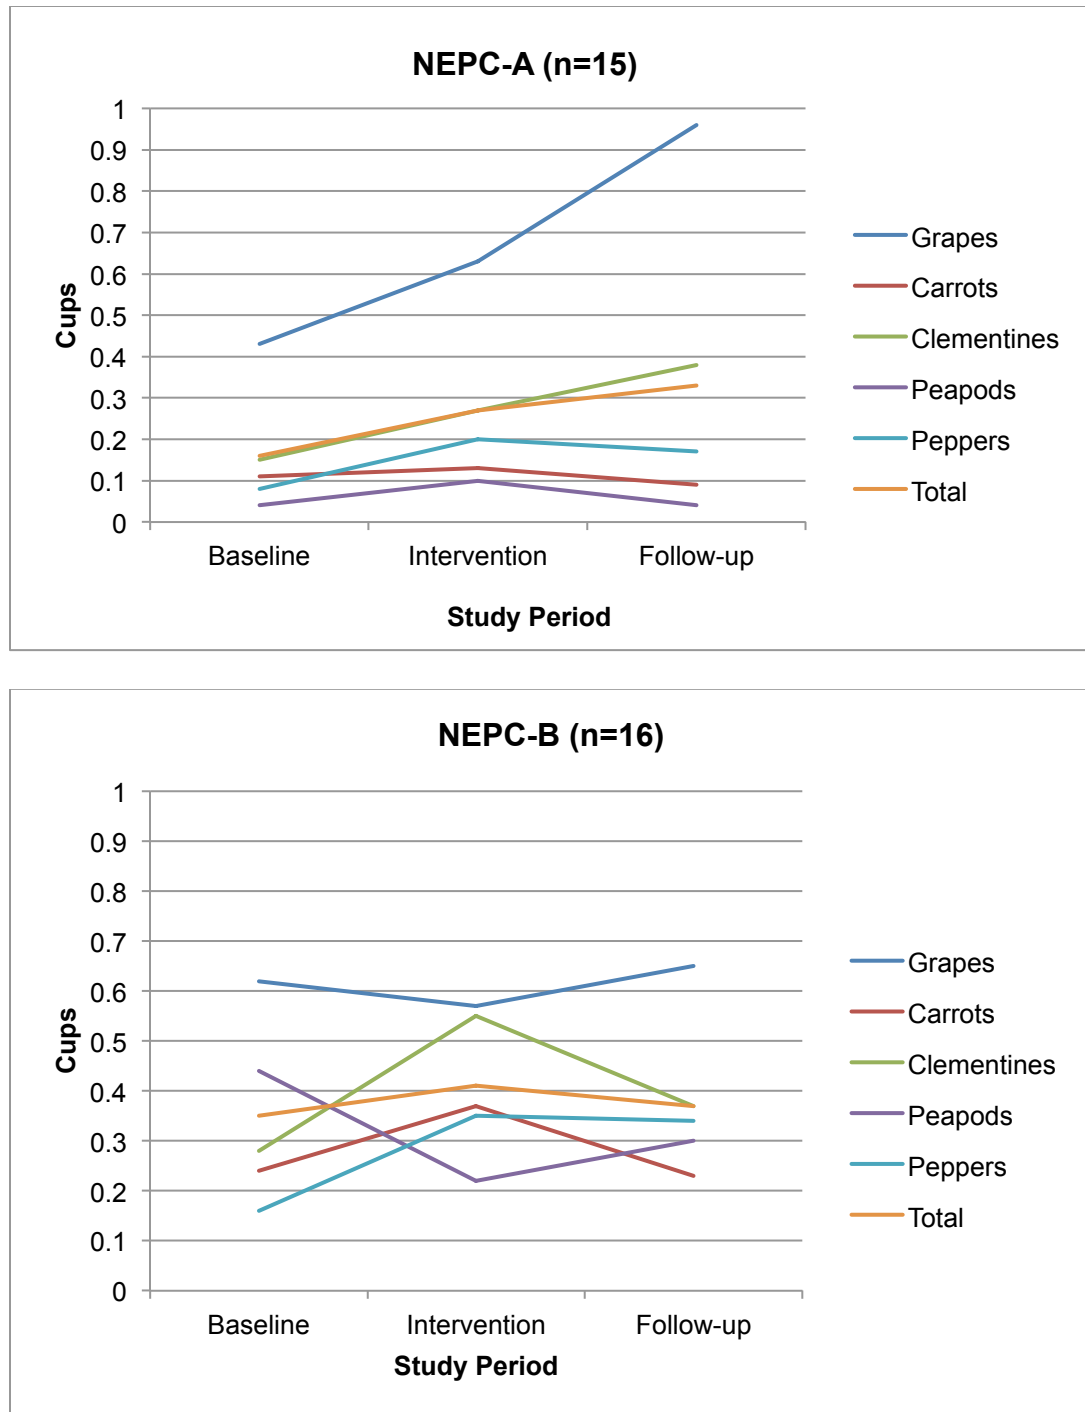 NEPC-A (n=15)
1
0.9
0.8
0.7
0.6
0.5
0.4
0.3
0.2
0.1
0
Cups
Baseline Intervention Follow-up
Study Period
Grapes
Carrots
Clementines
Peapods
Peppers
Total
NEPC-B (n=16)
1
0.9
0.8
0.7
0.6
0.5
0.4
0.3
0.2
0.1
0
Cups
Baseline Intervention Follow-up
Study Period
Grapes
Carrots
Clementines
Peapods
Peppers
Total